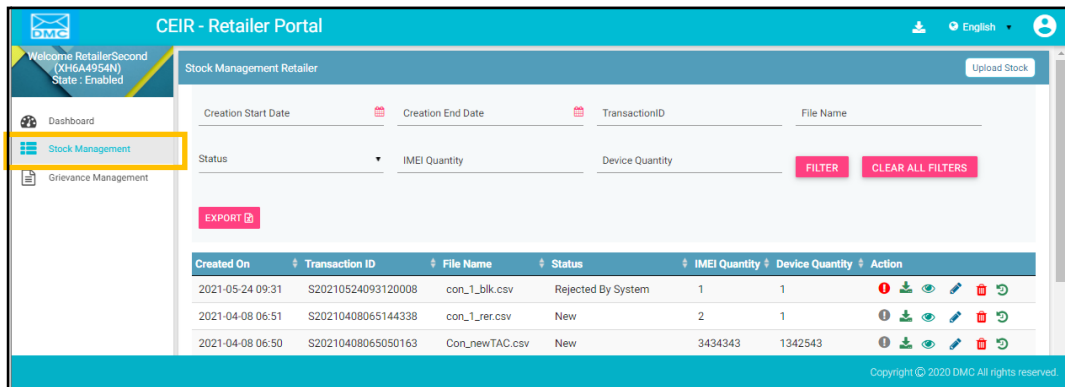 DMC
CEIR - Retailer Portal
English
Welcome RetailerSecond
(XH6A4954N)
State : Enabled
Stock Management Retailer
Upload Stock
Dashboard
Stock Management
Grievance Management
Creation Start Date
Creation End Date
TransactionID
File Name
Status
IMEI Quantity
Device Quantity
FILTER
CLEAR ALL FILTERS
EXPORT
Created On Transaction ID File Name Status IMEI Quantity Device Quantity Action
2021-05-24 09:31 S20210524093120008 con_1_blk.csv Rejected By System 1 1
2021-04-08 06:51 S20210408065144338 con_1_rer.csv New 2 1
2021-04-08 06:50 S20210408065050163 Con_newTAC.csv New 3434343 1342543
Copyright © 2020 DMC All rights reserved.